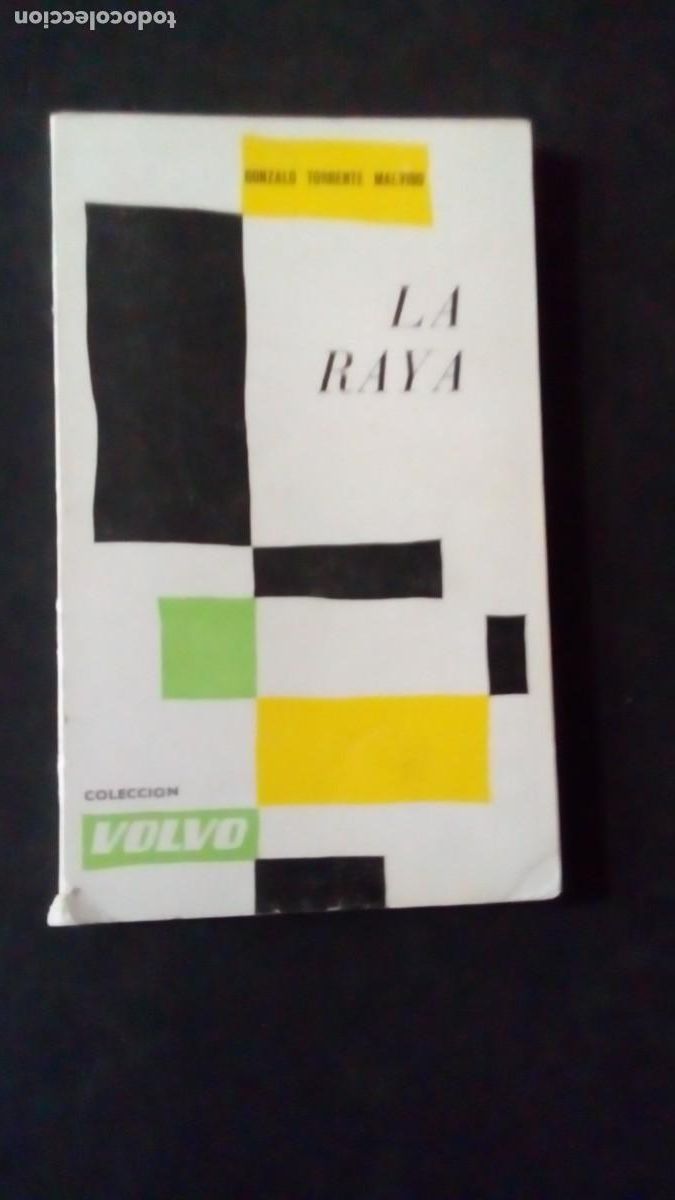 todocoleccion
GONZALO TORRENTE MALVIDO
LA
RAYA
COLECCION
VOLVO